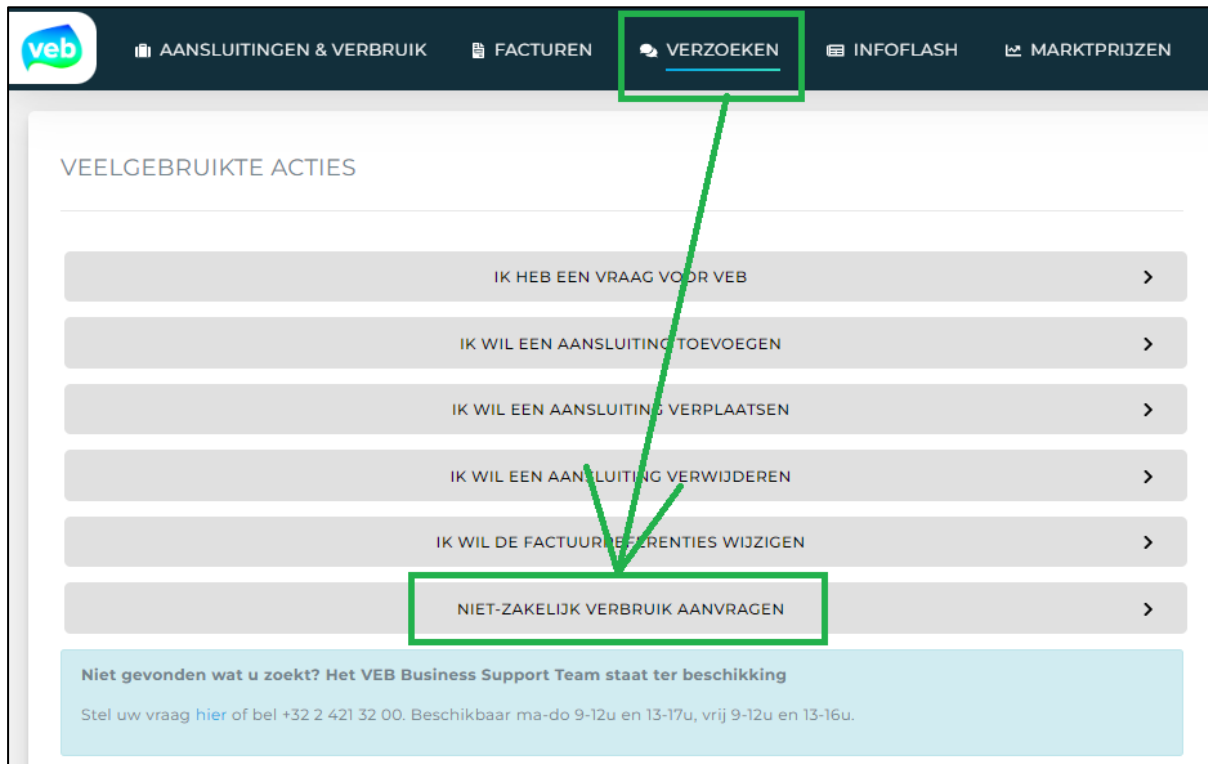 veb
AANSLUITINGEN & VERBRUIK FACTUREN VERZOEKEN INFOFLASH MARKTPRIJZEN
VEELGEBRUIKTE ACTIES
IK HEB EEN VRAAG VOOR VEB
IK WIL EEN AANSLUITING TOEVOEGEN
IK WIL EEN AANSLUITING VERPLAATSEN
IK WIL EEN AANSLUITING VERWIJDEREN
IK WIL DE FACTUURREFERENTIES WIJZIGEN
NIET-ZAKELIJK VERBRUIK AANVRAGEN
Niet gevonden wat u zoekt? Het VEB Business Support Team staat ter beschikking
Stel uw vraag hier of bel +32 2 421 32 00. Beschikbaar ma-do 9-12u en 13-17u, vrij 9-12u en 13-16u.